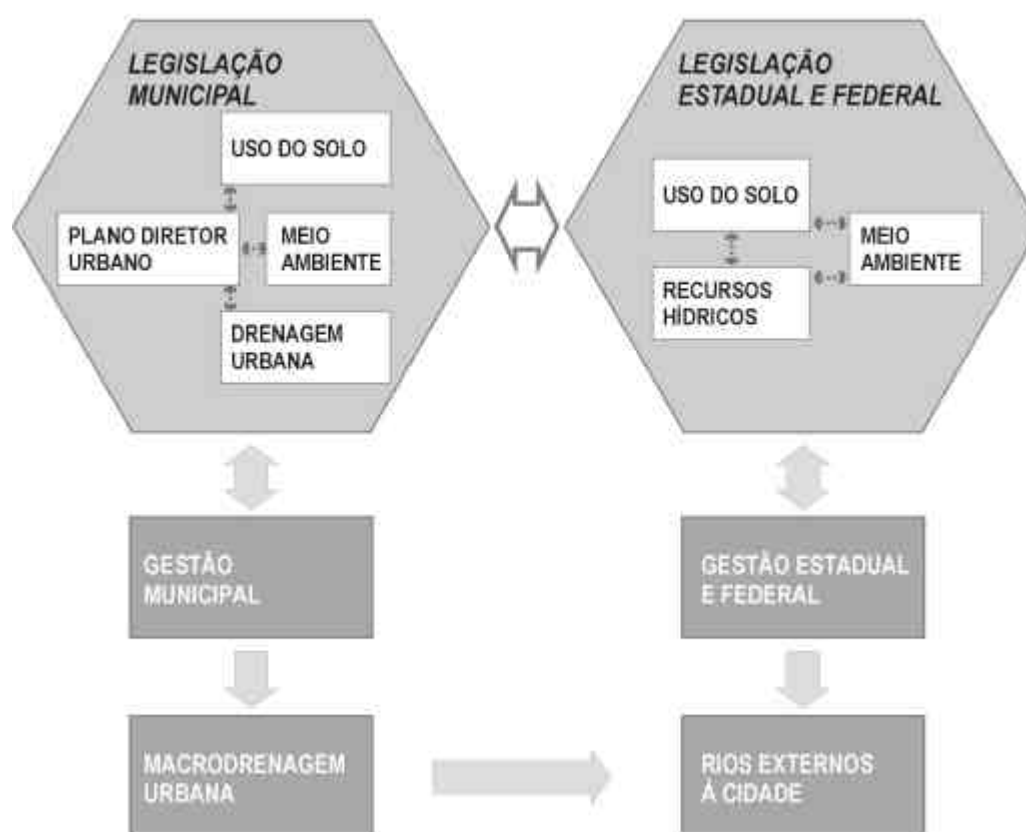 LEGISLAÇÃO
MUNICIPAL
USO DO SOLO
PLANO DIRETOR
URBANO
MEIO
AMBIENTE
DRENAGEM
URBANA
LEGISLAÇÃO
ESTADUAL E FEDERAL
USO DO SOLO
RECURSOS
HÍDRICOS
MEIO
AMBIENTE
GESTÃO
MUNICIPAL
GESTÃO ESTADUAL
E FEDERAL
MACRODRENAGEM
URBANA
RIOS EXTERNOS
À CIDADE